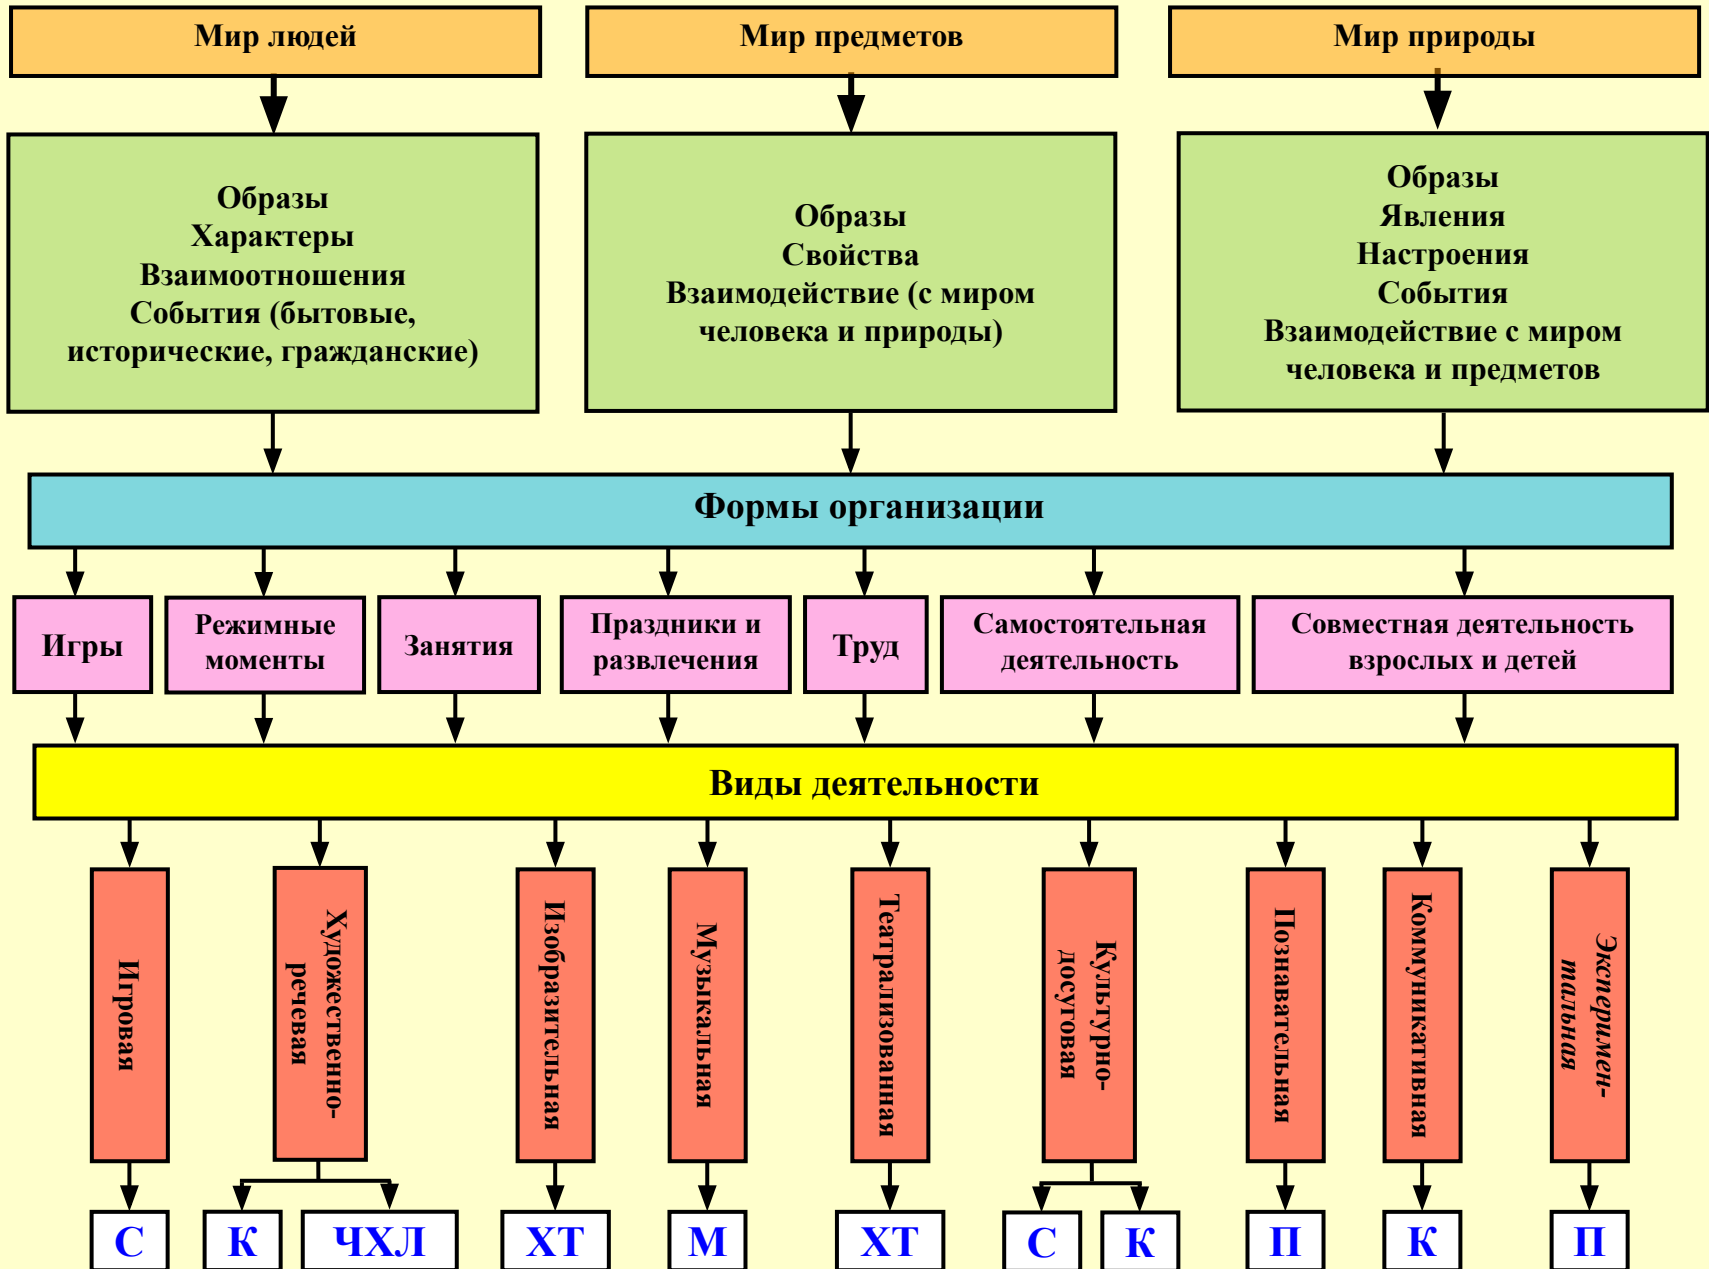 Мир людей
Мир предметов
Мир природы
Образы
Характеры
Взаимоотношения
События (бытовые,
исторические, гражданские)
Образы
Свойства
Взаимодействие (с миром
человека и природы)
Образы
Явления
Настроения
События
Взаимодействие с миром
человека и предметов
Формы организации
Игры
Режимные
моменты
Занятия
Праздники и
развлечения
Труд
Самостоятельная
деятельность
Совместная деятельность
взрослых и детей
Виды деятельности
Игровая
Художественно-
речевая
Изобразительная
Музыкальная
Театрализованная
Культурно-
досуговая
Познавательная
Коммуникативная
Эксперимен-
тальная
С
К
ЧХЛ
ХТ
М
ХТ
С
К
П
К
П